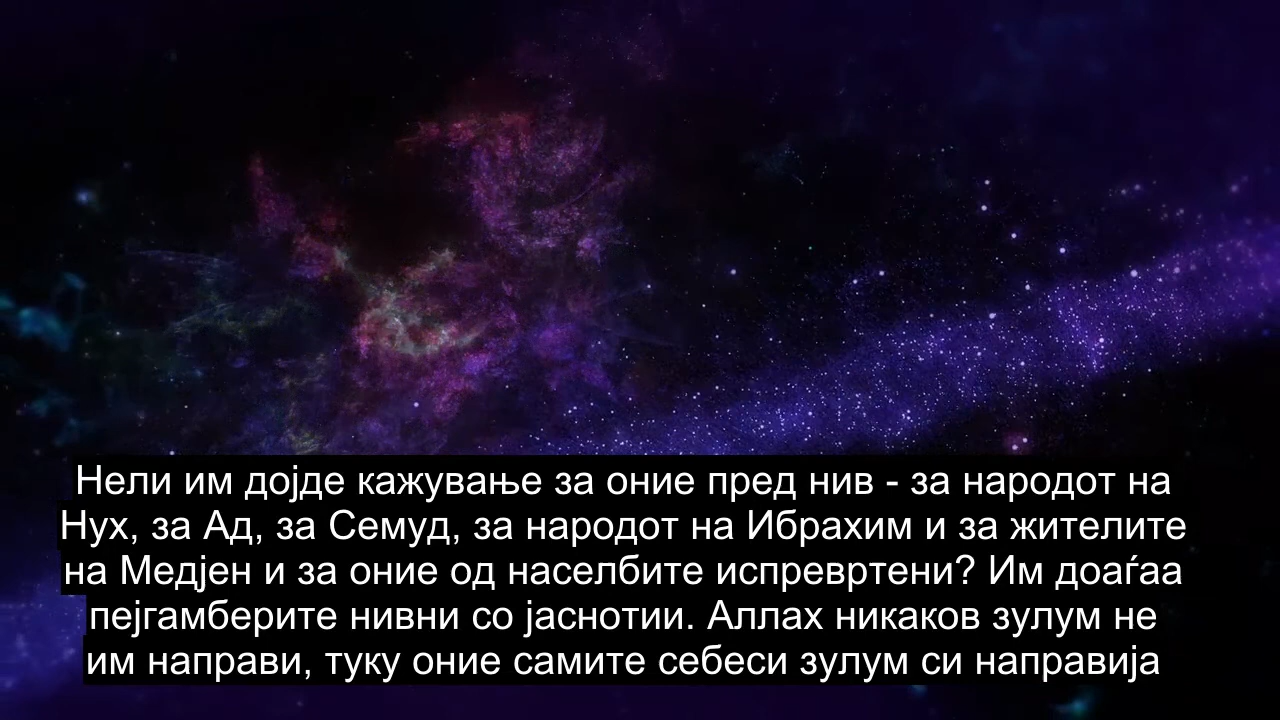 Нели им дојде кажување за оние пред нив - за народот на
Нух, за Ад, за Семуд, за народот на Ибрахим и за жителите
на Медјен и за оние од населбите испревртени? Им доаѓаа
пејгамберите нивни со јаснотии. Аллах никаков зулум не
им направи, туку оние самите себеси зулум си направија